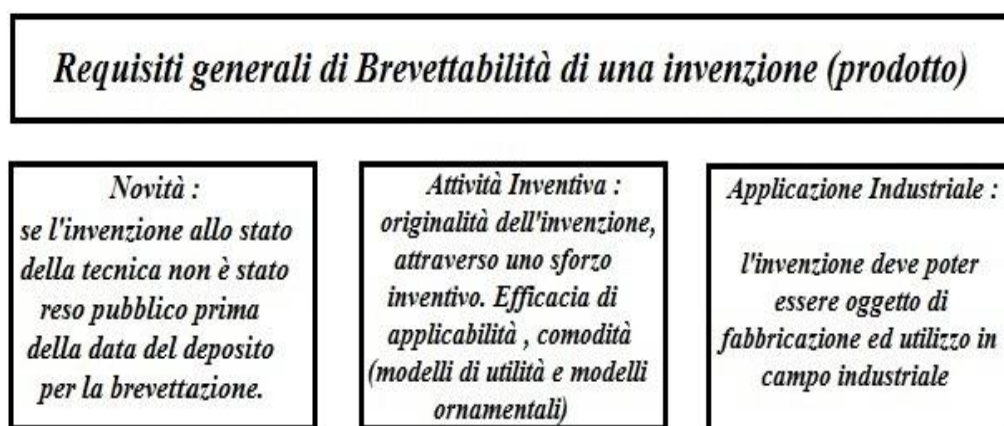 Requisiti generali di Brevettabilità di una invenzione (prodotto)
Novità :
se l'invenzione allo stato
della tecnica non è stato
reso pubblico prima
della data del deposito
per la brevettazione.
Attività Inventiva :
originalità dell'invenzione,
attraverso uno sforzo
inventivo. Efficacia di
applicabilità , comodità
(modelli di utilità e modelli
ornamentali)
Applicazione Industriale :
l'invenzione deve poter
essere oggetto di
fabbricazione ed utilizzo in
campo industriale